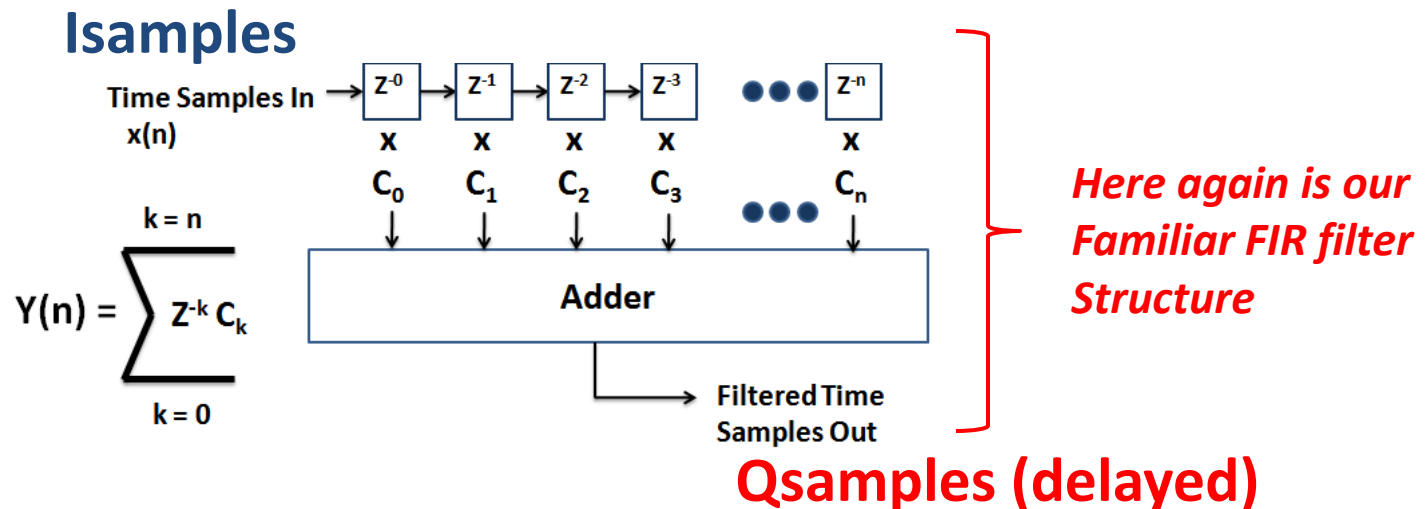 Isamples
Time Samples In
x(n)
Z⁻⁰ Z⁻¹ Z⁻² Z⁻³ Z⁻ⁿ
x x x x x
C₀ C₁ C₂ C₃ Cₙ
Adder
k = n
Y(n) = Z⁻ᵏ Cₖ
k = 0
Filtered Time
Samples Out
Here again is our
Familiar FIR filter
Structure
Qsamples (delayed)